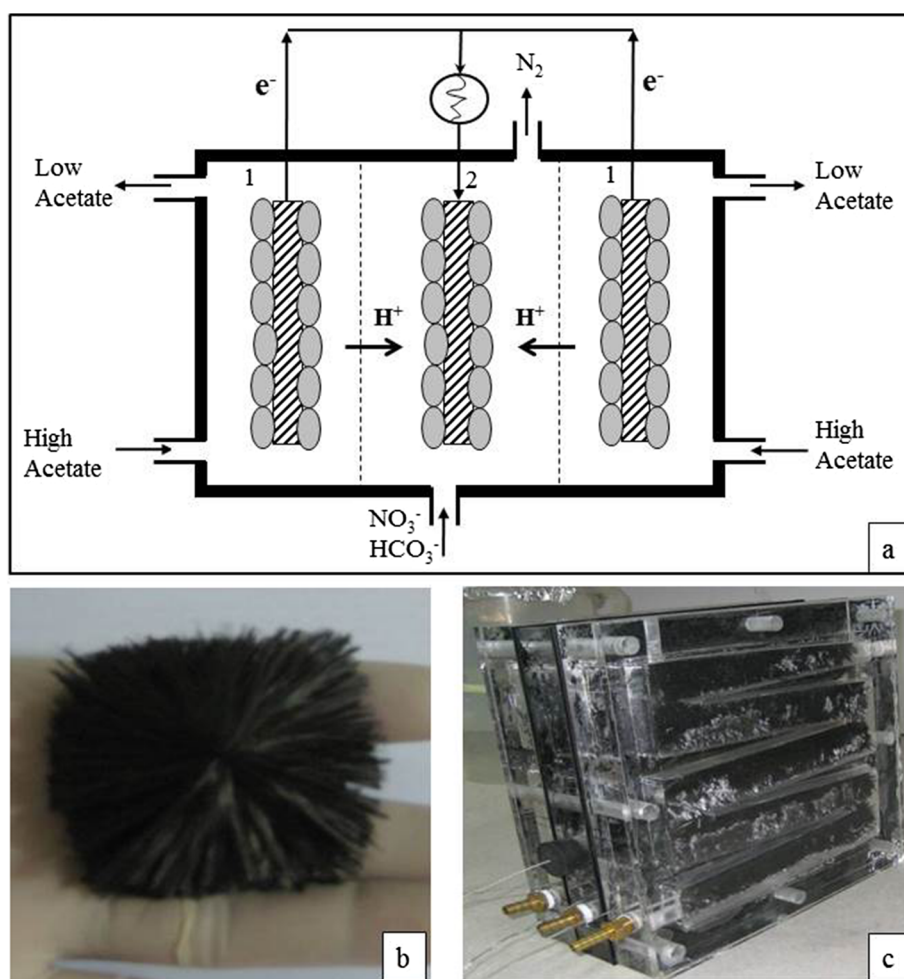 N2
e-
e-
Low
Acetate
1
2
1
Low
Acetate
H+
H+
High
Acetate
High
Acetate
NO3-
HCO3-
a
b
c